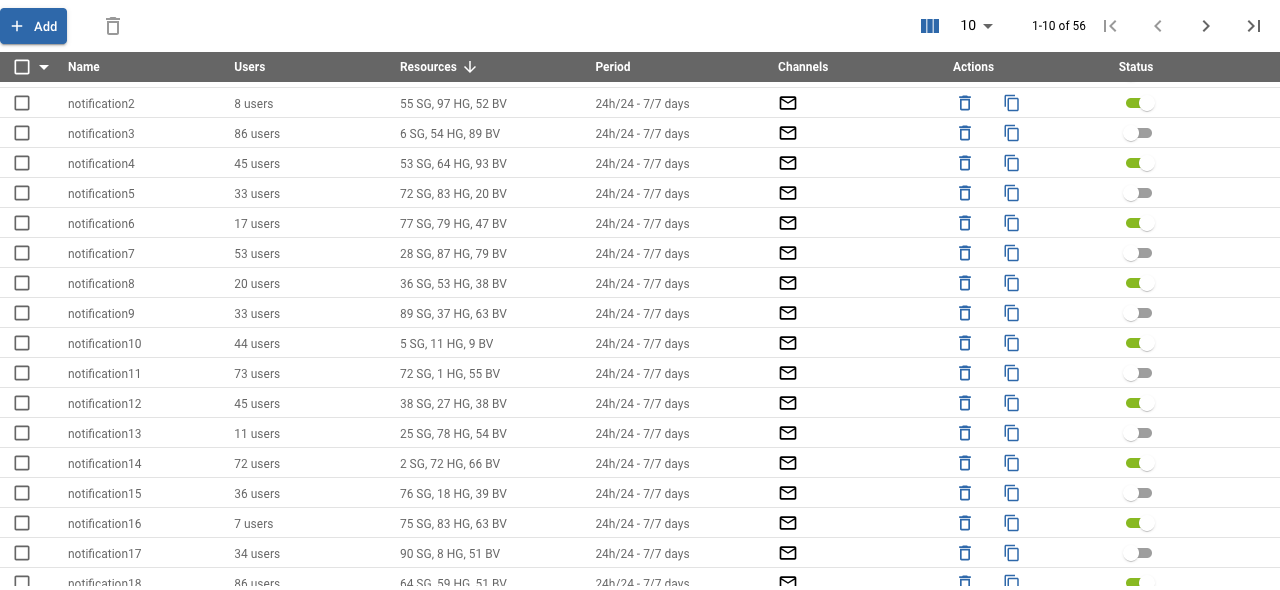 Add 10 1-10 of 56
Name Users Resources Period Channels Actions Status
notification2 8 users 55 SG, 97 HG, 52 BV 24h/24 - 7/7 days
notification3 86 users 6 SG, 54 HG, 89 BV 24h/24 - 7/7 days
notification4 45 users 53 SG, 64 HG, 93 BV 24h/24 - 7/7 days
notification5 33 users 72 SG, 83 HG, 20 BV 24h/24 - 7/7 days
notification6 17 users 77 SG, 79 HG, 47 BV 24h/24 - 7/7 days
notification7 53 users 28 SG, 87 HG, 79 BV 24h/24 - 7/7 days
notification8 20 users 36 SG, 53 HG, 38 BV 24h/24 - 7/7 days
notification9 33 users 89 SG, 37 HG, 63 BV 24h/24 - 7/7 days
notification10 44 users 5 SG, 11 HG, 9 BV 24h/24 - 7/7 days
notification11 73 users 72 SG, 1 HG, 55 BV 24h/24 - 7/7 days
notification12 45 users 38 SG, 27 HG, 38 BV 24h/24 - 7/7 days
notification13 11 users 25 SG, 78 HG, 54 BV 24h/24 - 7/7 days
notification14 72 users 2 SG, 72 HG, 66 BV 24h/24 - 7/7 days
notification15 36 users 76 SG, 18 HG, 39 BV 24h/24 - 7/7 days
notification16 7 users 75 SG, 83 HG, 63 BV 24h/24 - 7/7 days
notification17 34 users 90 SG, 8 HG, 51 BV 24h/24 - 7/7 days
notification18 86 users 64 SG, 59 HG, 51 BV 24h/24 - 7/7 days